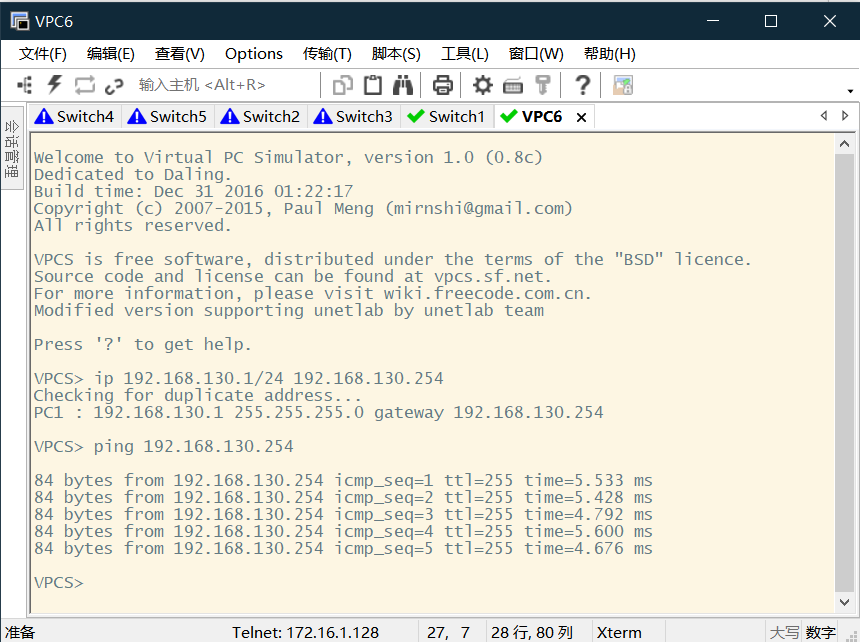 VPC6
文件(F) 编辑(E) 查看(V) Options 传输(T) 脚本(S) 工具(L) 窗口(W) 帮助(H)
输入主机 <Alt+R>
会话管理
Switch4 Switch5 Switch2 Switch3 Switch1 VPC6
Welcome to Virtual PC Simulator, version 1.0 (0.8c)
Dedicated to Daling.
Build time: Dec 31 2016 01:22:17
Copyright (c) 2007-2015, Paul Meng (mirnshi@gmail.com)
All rights reserved.
VPCS is free software, distributed under the terms of the "BSD" licence.
Source code and license can be found at vpcs.sf.net.
For more information, please visit wiki.freecode.com.cn.
Modified version supporting unetlab by unetlab team
Press '?' to get help.
VPCS> ip 192.168.130.1/24 192.168.130.254
Checking for duplicate address...
PC1 : 192.168.130.1 255.255.255.0 gateway 192.168.130.254
VPCS> ping 192.168.130.254
84 bytes from 192.168.130.254 icmp_seq=1 ttl=255 time=5.533 ms
84 bytes from 192.168.130.254 icmp_seq=2 ttl=255 time=5.428 ms
84 bytes from 192.168.130.254 icmp_seq=3 ttl=255 time=4.792 ms
84 bytes from 192.168.130.254 icmp_seq=4 ttl=255 time=5.600 ms
84 bytes from 192.168.130.254 icmp_seq=5 ttl=255 time=4.676 ms
VPCS>
准备 Telnet: 172.16.1.128 27, 7 28 行, 80 列 Xterm 大写 数字